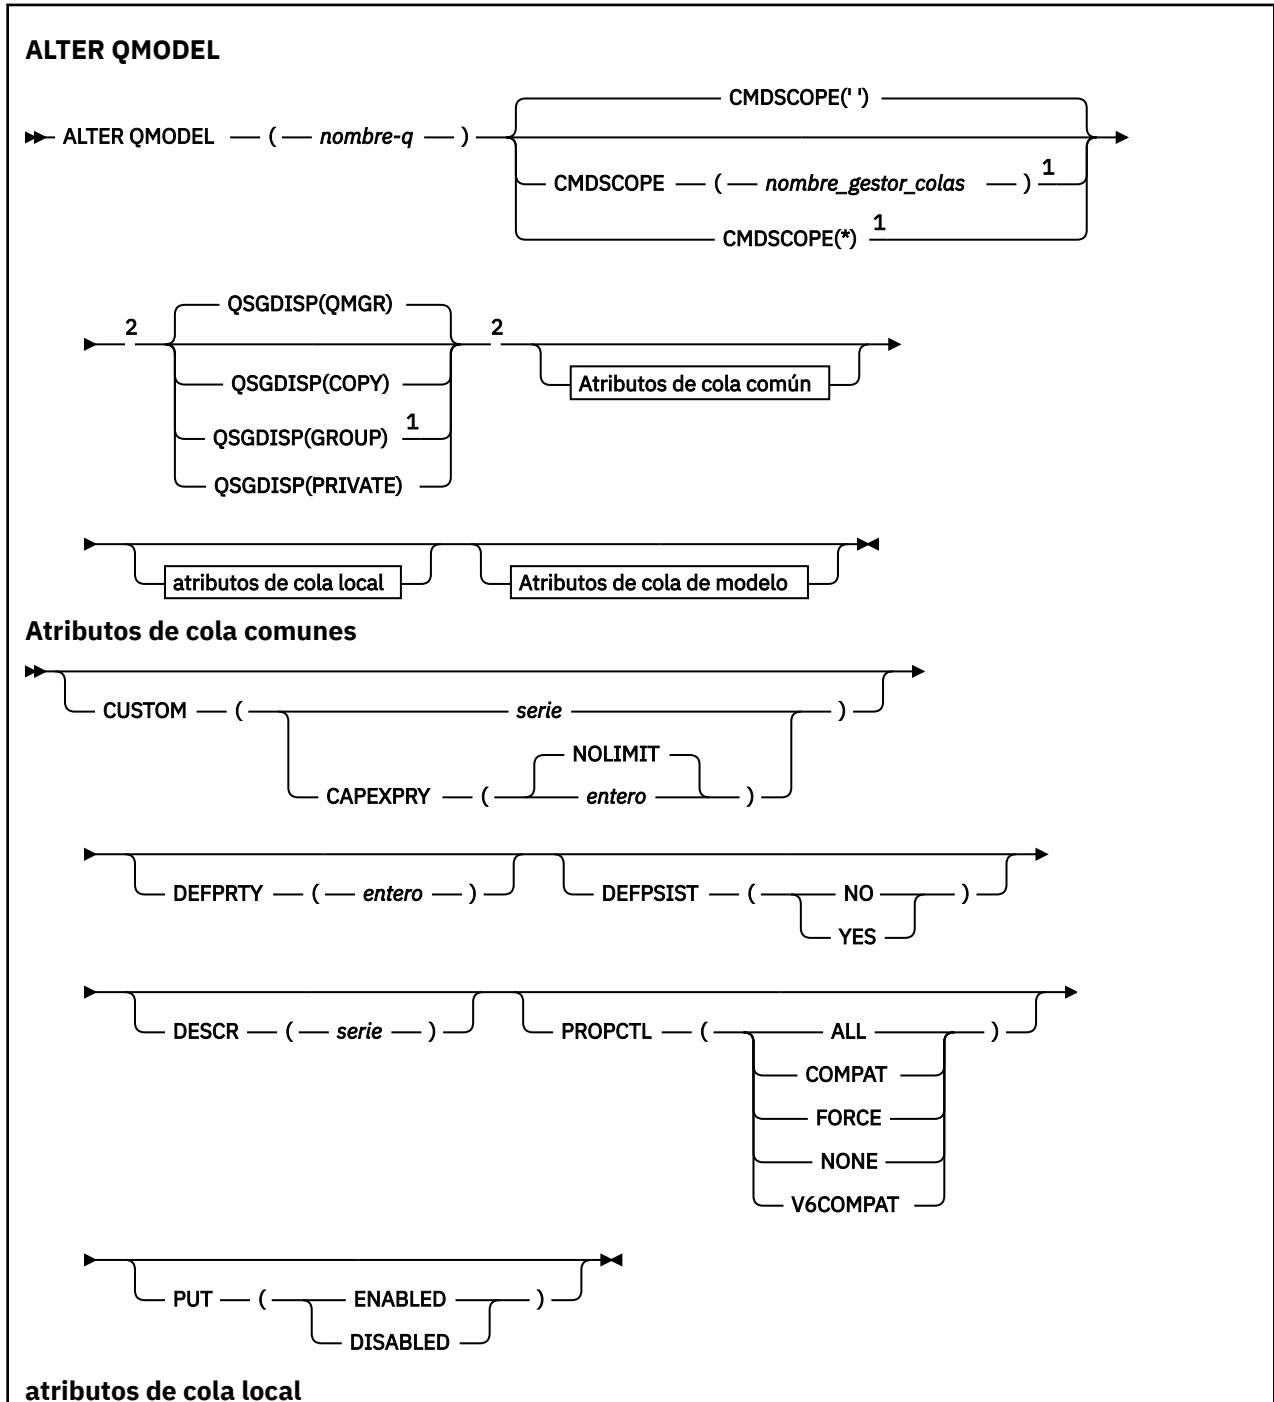 ALTER QMODEL
CMDSCOPE(' ')
ALTER QMODEL ( nombre-q )
CMDSCOPE ( nombre_gestor_colas ) 1
CMDSCOPE(*) 1
2 QSGDISP(QMGR) 2
QSGDISP(COPY) Atributos de cola común
QSGDISP(GROUP) 1
QSGDISP(PRIVATE)
atributos de cola local Atributos de cola de modelo
Atributos de cola comunes
CUSTOM ( serie )
NOLIMIT
CAPEXPRY ( entero )
DEFPRTY ( entero ) DEFPSIST ( NO )
YES
DESCR ( serie ) PROPCTL ( ALL )
COMPAT
FORCE
NONE
V6COMPAT
PUT ( ENABLED )
DISABLED
atributos de cola local